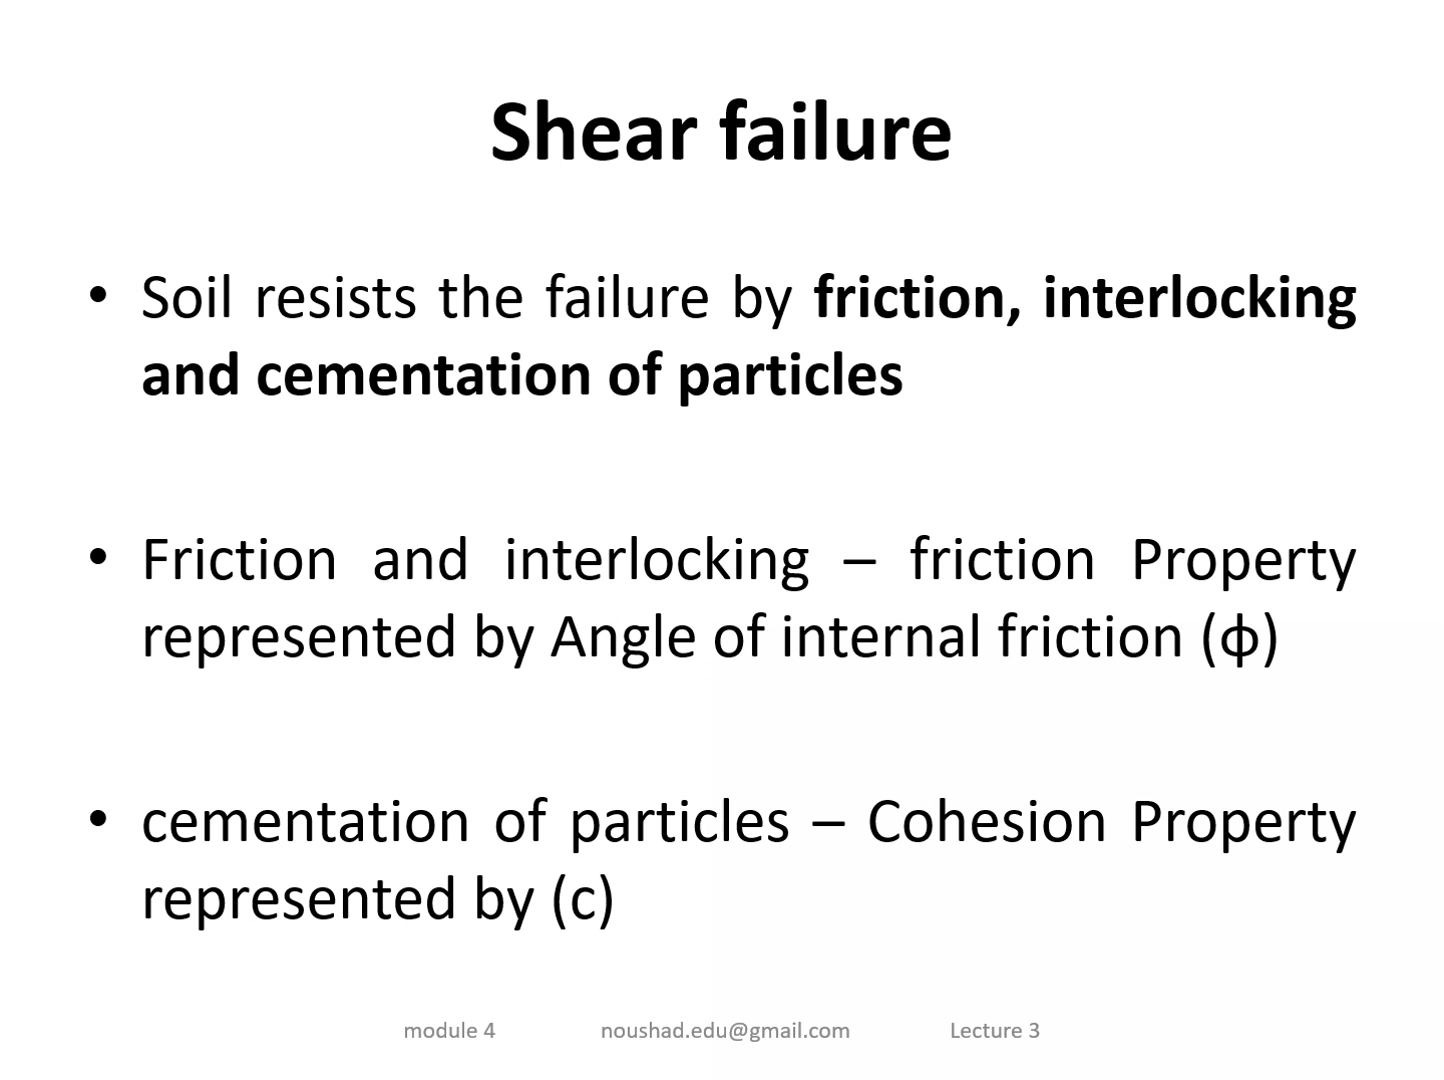 Shear failure
• Soil resists the failure by friction, interlocking
and cementation of particles
• Friction and interlocking – friction Property
represented by Angle of internal friction (ф)
• cementation of particles – Cohesion Property
represented by (c)
module 4 noushad.edu@gmail.com Lecture 3